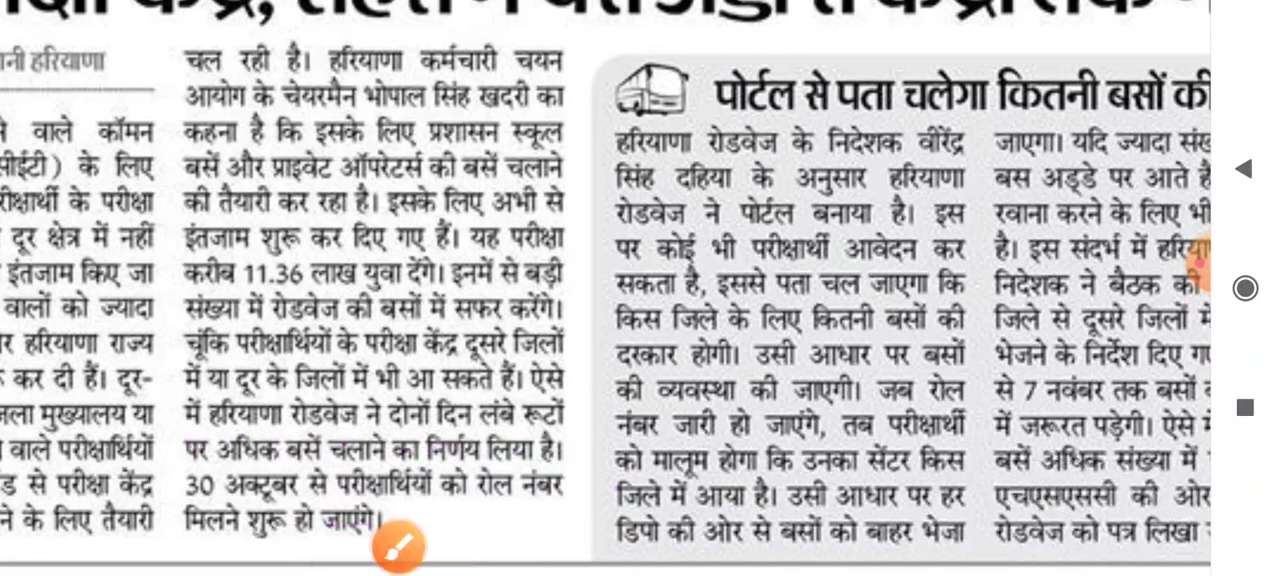 नी हरियाणा
वाले कॉमन
सीईटी) के लिए
के परीक्षा
दूर क्षेत्र में नहीं
इंतजाम किए जा
वालों को ज्यादा
हरियाणा राज्य
कर दी हैं। दूर-
मुख्यालय या
वाले परीक्षार्थियों
से परीक्षा केंद्र
ने के लिए तैयारी
चल रही है। हरियाणा कर्मचारी चयन
आयोग के चेयरमैन भोपाल सिंह खदरी का
कहना है कि इसके लिए प्रशासन स्कूल
बसें और प्राइवेट ऑपरेटर्स की बसें चलाने
की तैयारी कर रहा है। इसके लिए अभी से
इंतजाम शुरू कर दिए गए हैं। यह परीक्षा
करीब 11.36 लाख युवा देंगे। इनमें से बड़ी
संख्या में रोडवेज की बसों में सफर करेंगे।
चूंकि परीक्षार्थियों के परीक्षा केंद्र दूसरे जिलों
में या दूर के जिलों में भी आ सकते हैं। ऐसे
में हरियाणा रोडवेज ने दोनों दिन लंबे रूटों
पर अधिक बसें चलाने का निर्णय लिया है।
30 अक्टूबर से परीक्षार्थियों को रोल नंबर
मिलने शुरू हो जाएंगे।
पोर्टल से पता चलेगा कितनी बसों की
हरियाणा रोडवेज के निदेशक वीरेंद्र
सिंह दहिया के अनुसार हरियाणा
रोडवेज ने पोर्टल बनाया है। इस
पर कोई भी परीक्षार्थी आवेदन कर
सकता है, इससे पता चल जाएगा कि
किस जिले के लिए कितनी बसों की
दरकार होगी। उसी आधार पर बसों
की व्यवस्था की जाएगी। जब रोल
नंबर जारी हो जाएंगे, तब परीक्षार्थी
को मालूम होगा कि उनका सेंटर किस
जिले में आया है। उसी आधार पर हर
डिपो की ओर से बसों को बाहर भेजा
जाएगा। यदि ज्यादा
बस अड्डे पर आते
रवाना करने के लिए भी
है। इस संदर्भ में
निदेशक ने बैठक की
जिले से दूसरे जिलों
भेजने के निर्देश दिए
से 7 नवंबर तक बसों
में जरूरत पड़ेगी। ऐसे
बसें अधिक संख्या में
एचएसएससी की ओर
रोडवेज को पत्र लिखा